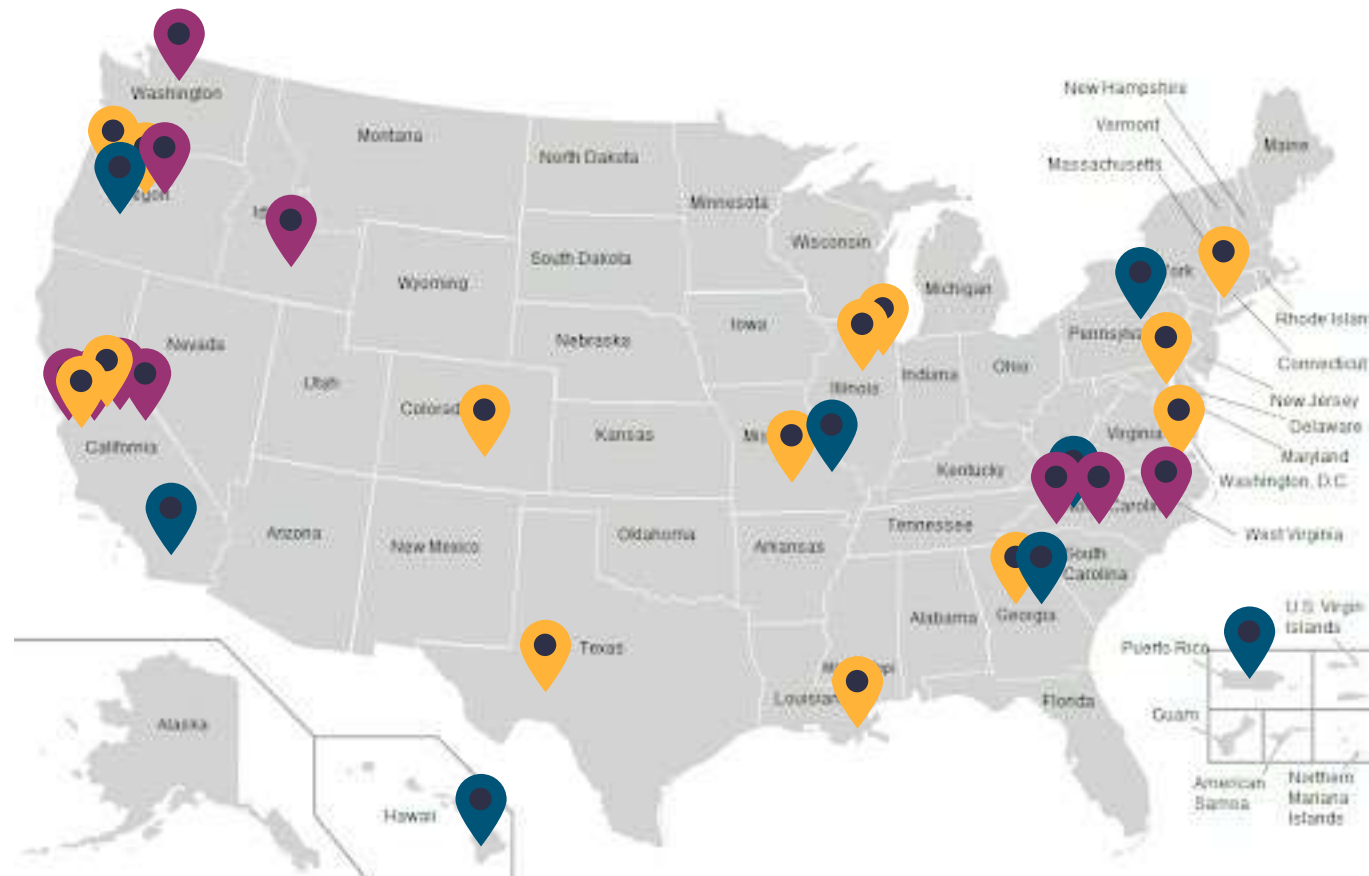 New Hampshire
Vermont
Massachusetts
Maine
Washington
Montana
North Dakota
Minnesota
Wisconsin
Michigan
South Dakota
Wyoming
Iowa
Nebraska
Nevada
Utah
Illinois
Indiana
Ohio
Rhode Islan
Connecticut
New Jersey
Delaware
Maryland
Washington, D.C.
West Virginia
Virginia
Kansas
Kentucky
California
Tennessee
Oklahoma
Arkansas
Arizona
New Mexico
South
Carolina
Alabama
Georgia
Texas
Florida
U.S. Virgin
Islands
Puerto Rico
Guam
American
Samoa
Northern
Mariana
Islands
Alaska
Hawaii